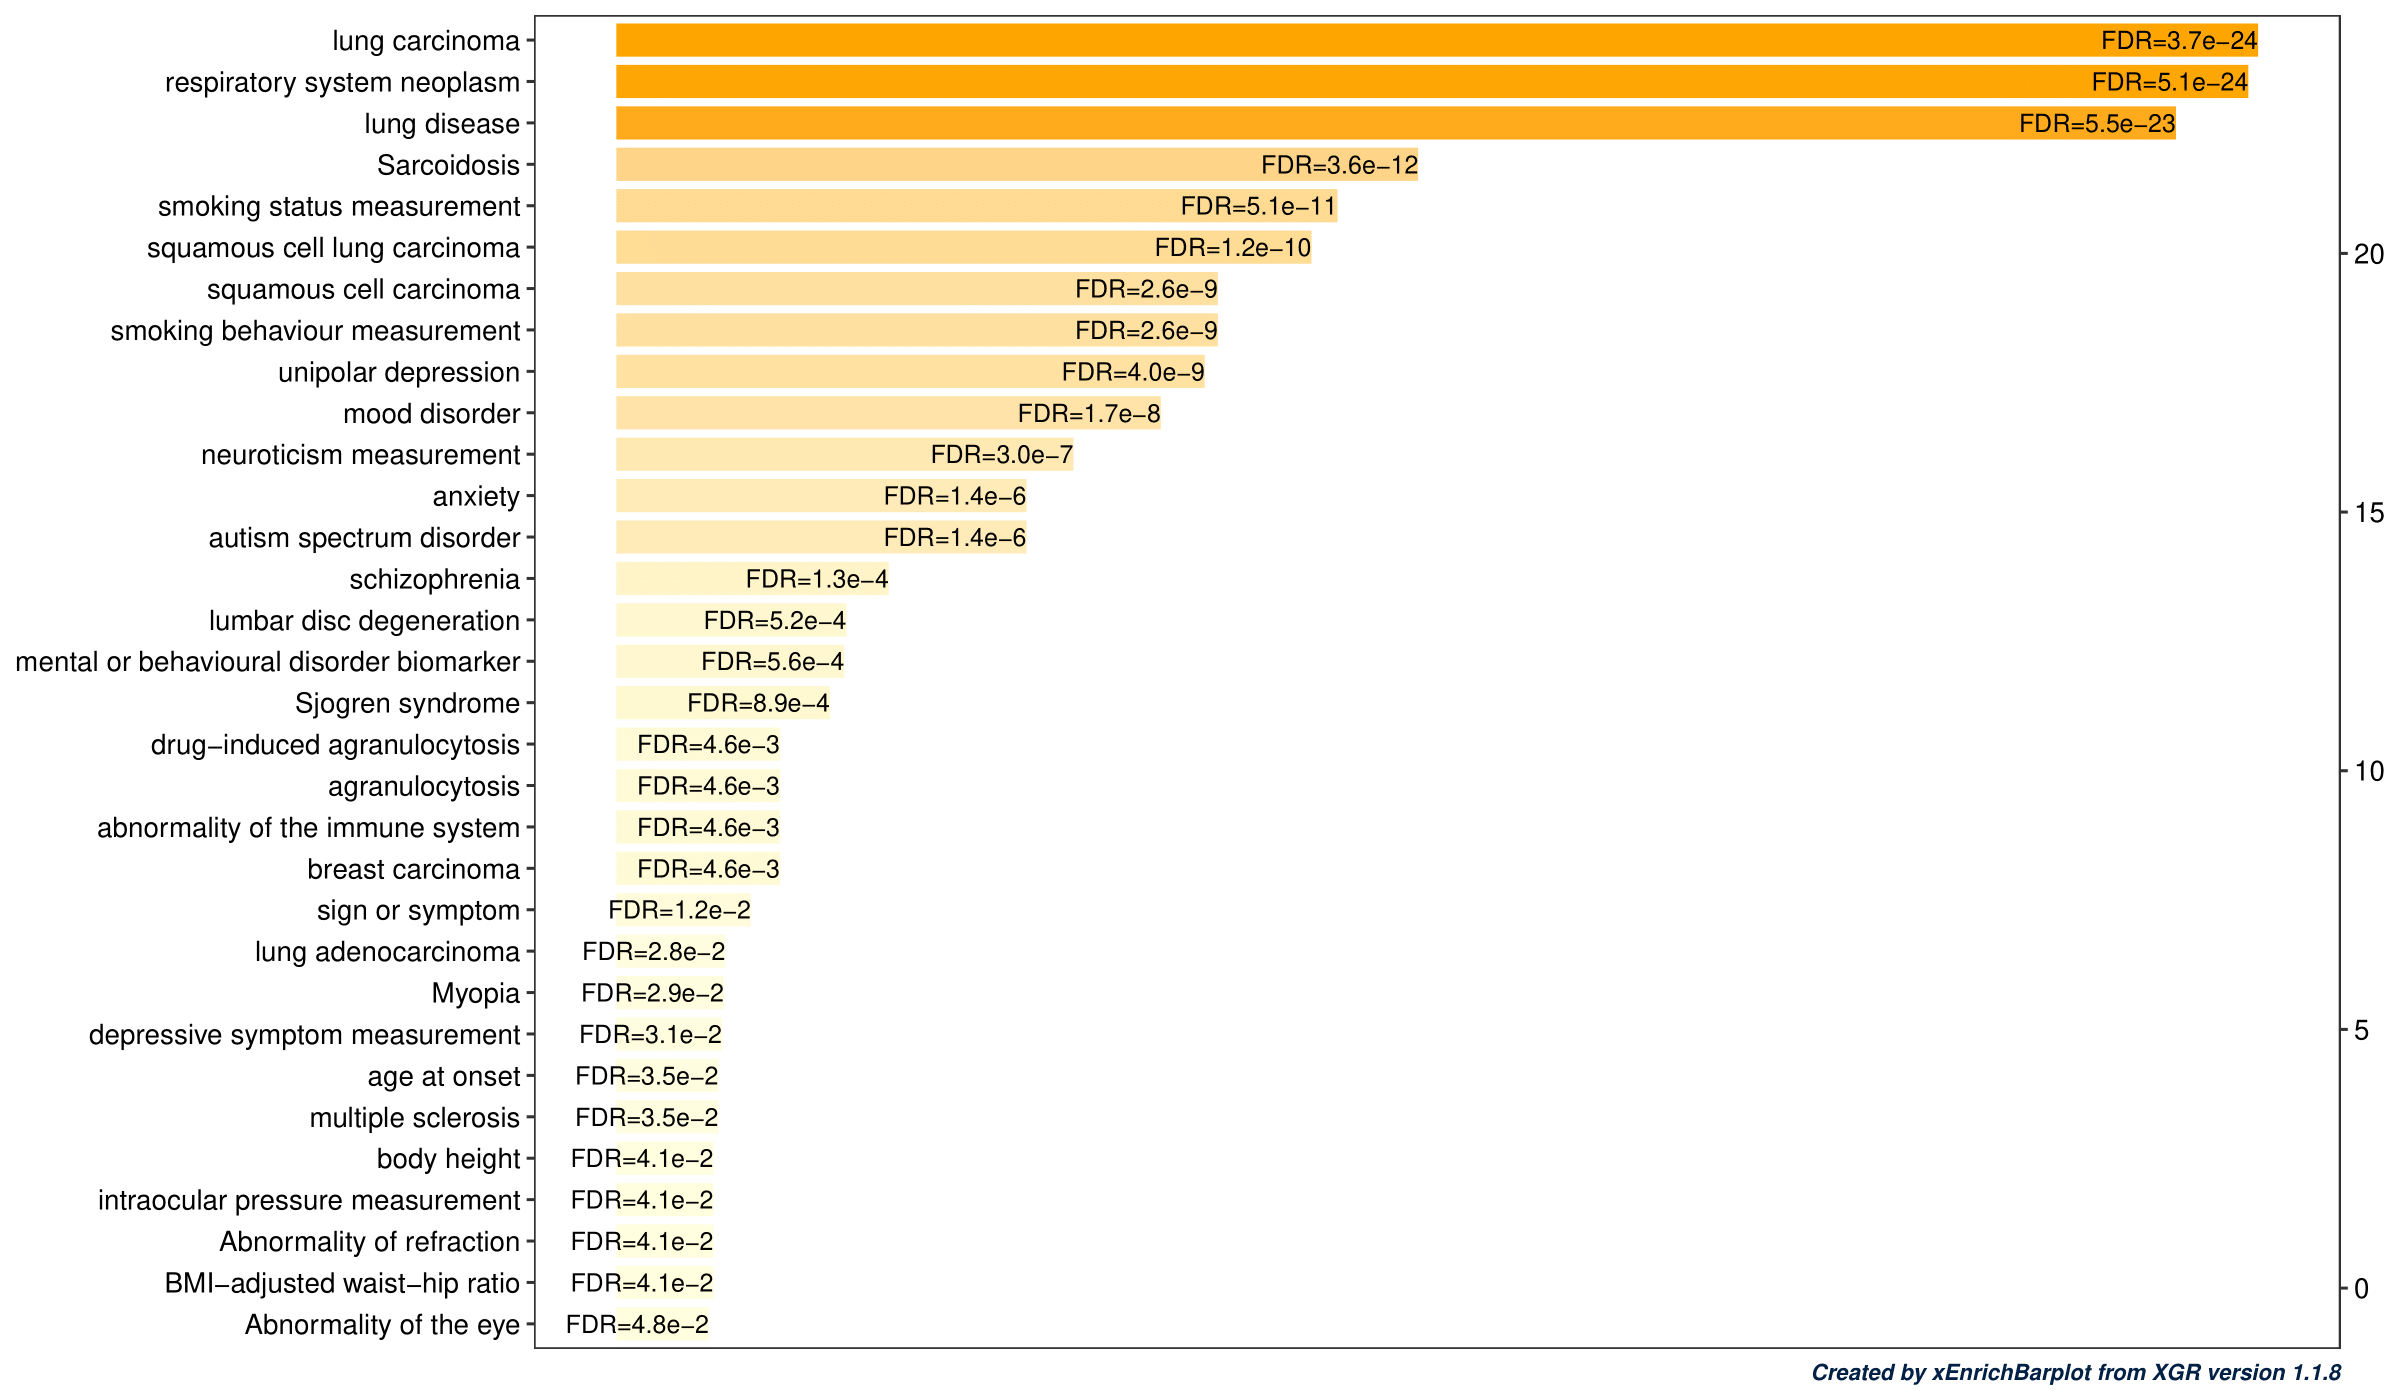 lung carcinoma FDR=3.7e−24
respiratory system neoplasm FDR=5.1e−24
lung disease FDR=5.5e−23
Sarcoidosis FDR=3.6e−12
smoking status measurement FDR=5.1e−11
squamous cell lung carcinoma FDR=1.2e−10
20
squamous cell carcinoma FDR=2.6e−9
smoking behaviour measurement FDR=2.6e−9
unipolar depression FDR=4.0e−9
mood disorder FDR=1.7e−8
neuroticism measurement FDR=3.0e−7
anxiety FDR=1.4e−6
15
autism spectrum disorder FDR=1.4e−6
schizophrenia FDR=1.3e−4
lumbar disc degeneration FDR=5.2e−4
mental or behavioural disorder biomarker FDR=5.6e−4
Sjogren syndrome FDR=8.9e−4
drug−induced agranulocytosis FDR=4.6e−3
10
agranulocytosis FDR=4.6e−3
abnormality of the immune system FDR=4.6e−3
breast carcinoma FDR=4.6e−3
sign or symptom FDR=1.2e−2
lung adenocarcinoma FDR=2.8e−2
Myopia FDR=2.9e−2
depressive symptom measurement FDR=3.1e−2
5
age at onset FDR=3.5e−2
multiple sclerosis FDR=3.5e−2
body height FDR=4.1e−2
intraocular pressure measurement FDR=4.1e−2
Abnormality of refraction FDR=4.1e−2
BMI−adjusted waist−hip ratio FDR=4.1e−2
0
Abnormality of the eye FDR=4.8e−2
Created by xEnrichBarplot from XGR version 1.1.8